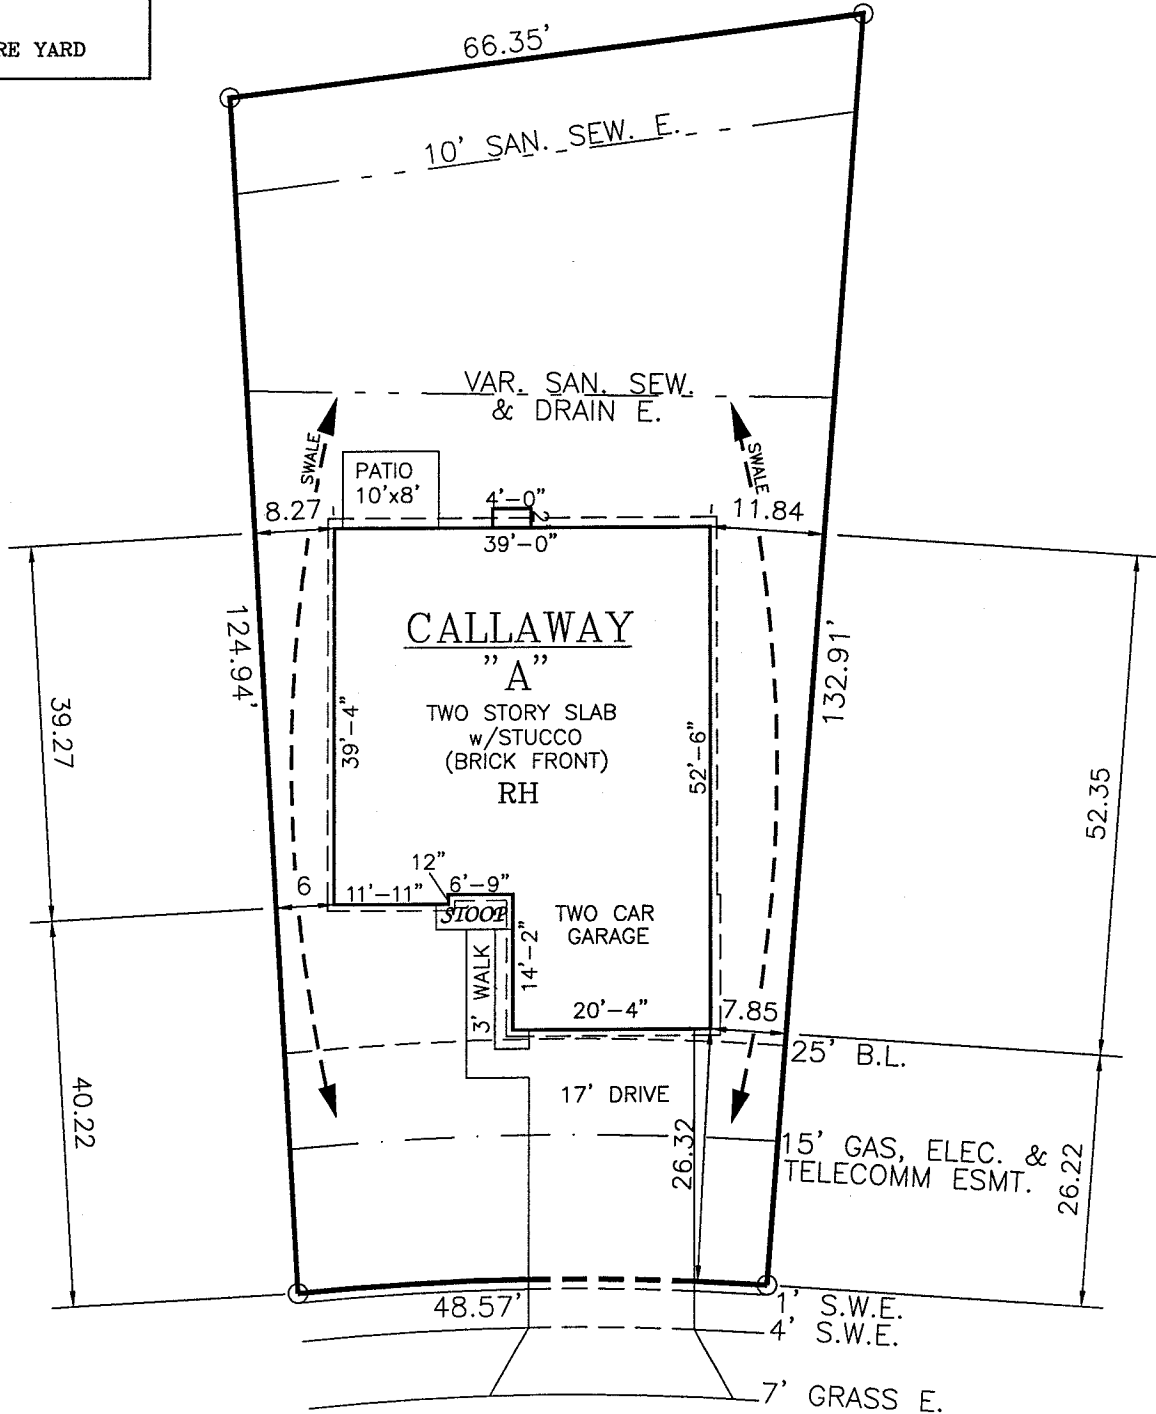 RE YARD
66.35'
10' SAN. SEW. E.
VAR. SAN. SEW.
& DRAIN E.
SWALE
SWALE
PATIO
10'x8'
4'-0"
2'
8.27
11.84
39'-0"
CALLAWAY
"A"
TWO STORY SLAB
w/STUCCO
(BRICK FRONT)
RH
124.94'
132.91'
39'-4"
52'-6"
39.27
52.35
12"
6
11'-11"
6'-9"
STOOP
TWO CAR
GARAGE
3' WALK
14'-2"
20'-4"
7.85
25' B.L.
17' DRIVE
40.22
26.32
15' GAS, ELEC. &
TELECOMM ESMT.
26.22
48.57'
1' S.W.E.
4' S.W.E.
7' GRASS E.